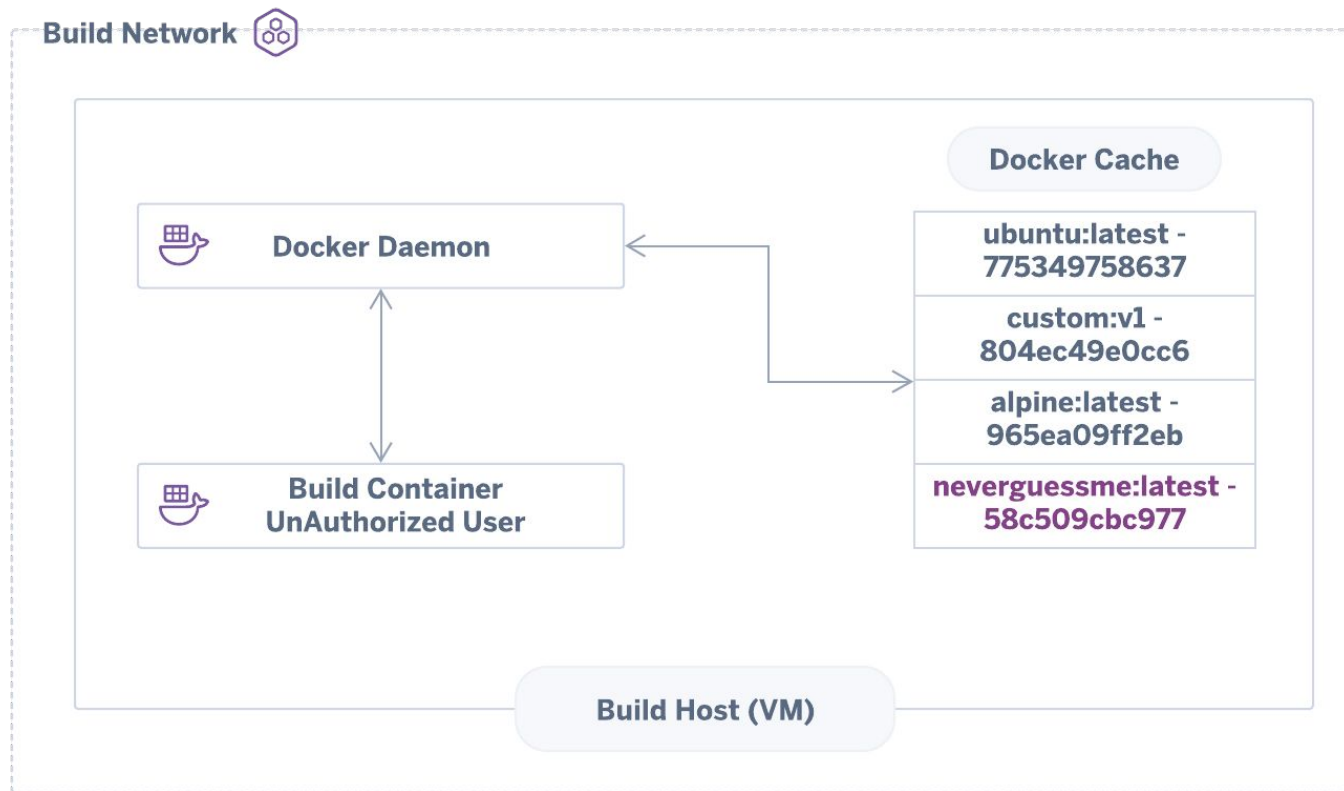 Build Network
Docker Cache
Docker Daemon
ubuntu:latest -
775349758637
custom:v1 -
804ec49e0cc6
alpine:latest -
965ea09ff2eb
Build Container
UnAuthorized User
neverguessme:latest -
58c509cbc977
Build Host (VM)